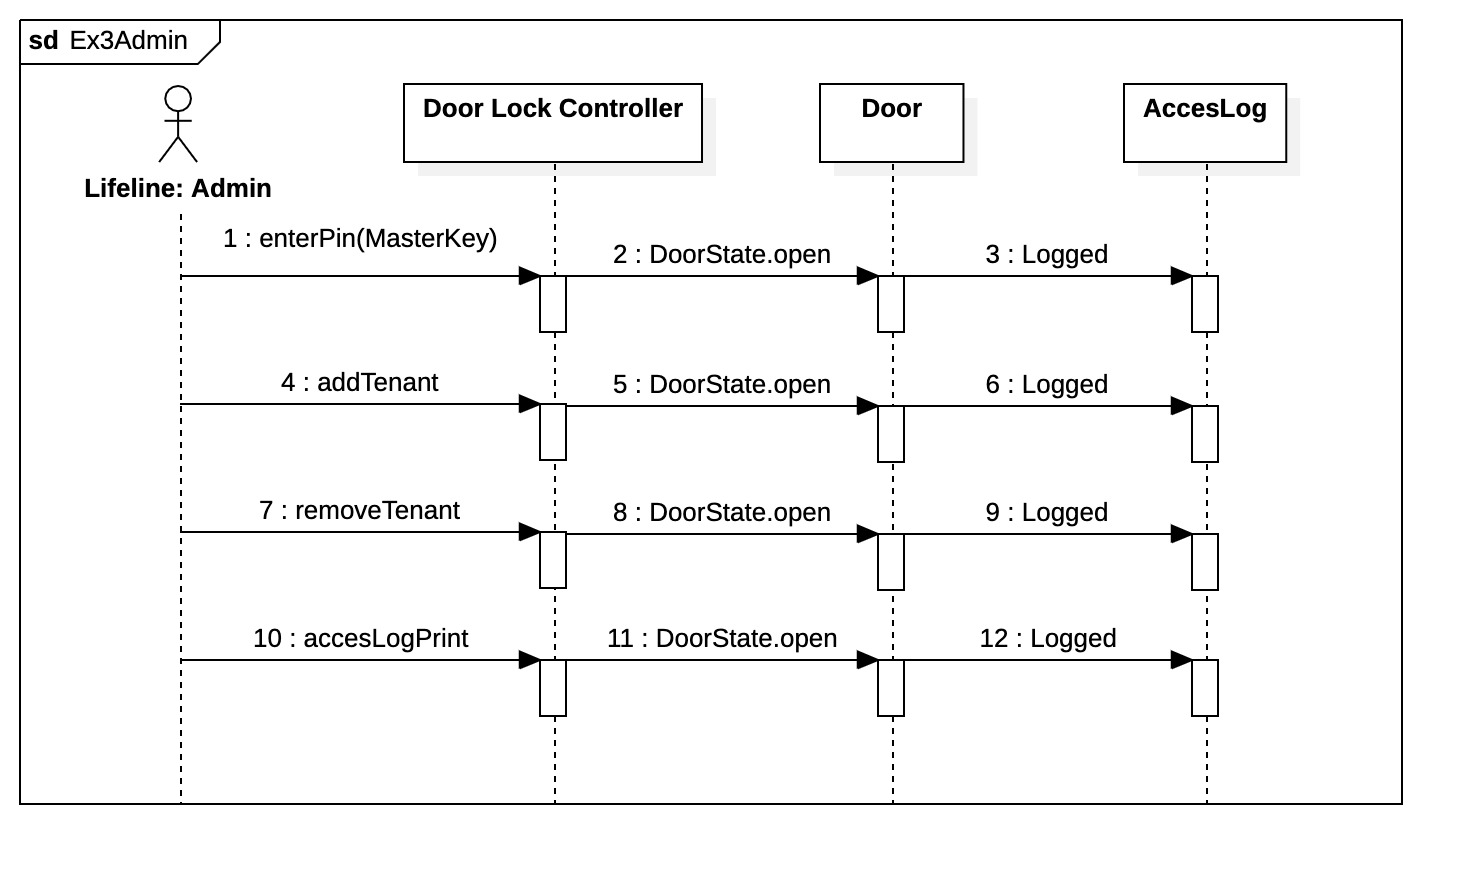 sd Ex3Admin
Door Lock Controller
Door
AccesLog
Lifeline: Admin
1 : enterPin(MasterKey)
2 : DoorState.open
3 : Logged
4 : addTenant
5 : DoorState.open
6 : Logged
7 : removeTenant
8 : DoorState.open
9 : Logged
10 : accesLogPrint
11 : DoorState.open
12 : Logged